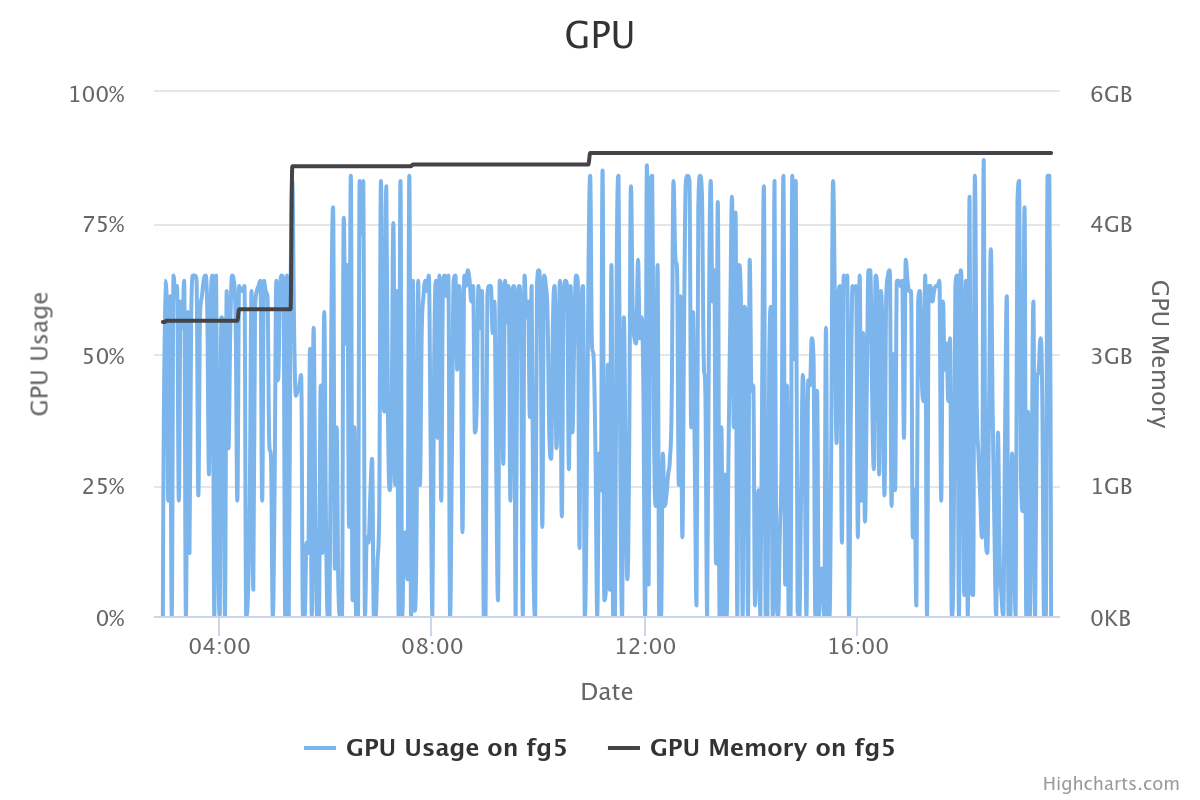 GPU
100%
75%
50%
25%
0%
GPU Usage
6GB
4GB
3GB
1GB
0KB
GPU Memory
04:00 08:00 12:00 16:00
Date
GPU Usage on fg5 GPU Memory on fg5
Highcharts.com